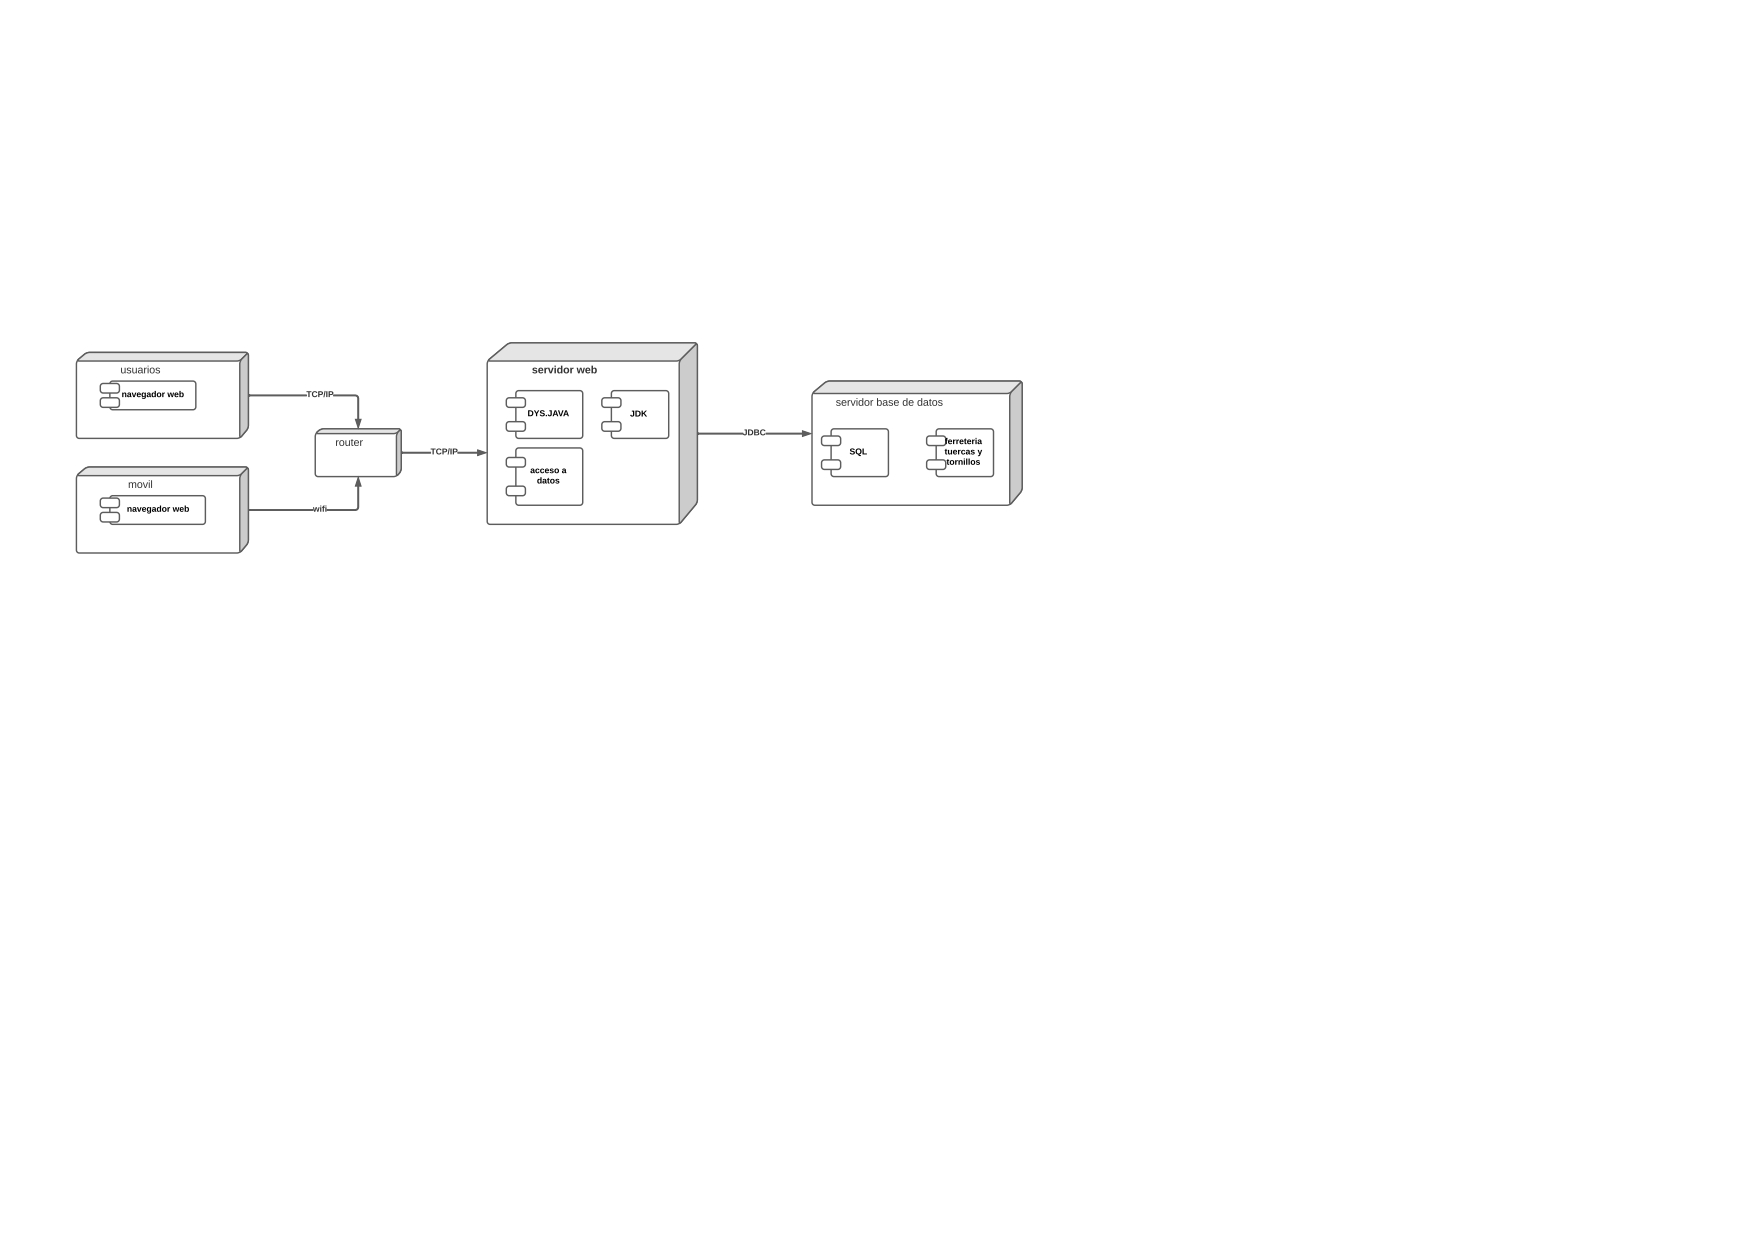 usuarios
navegador web
TCP/IP
movil
navegador web
wifi
router
TCP/IP
servidor web
DYS.JAVA
JDK
acceso a
datos
JDBC
servidor base de datos
SQL
ferreteria
tuercas y
tornillos